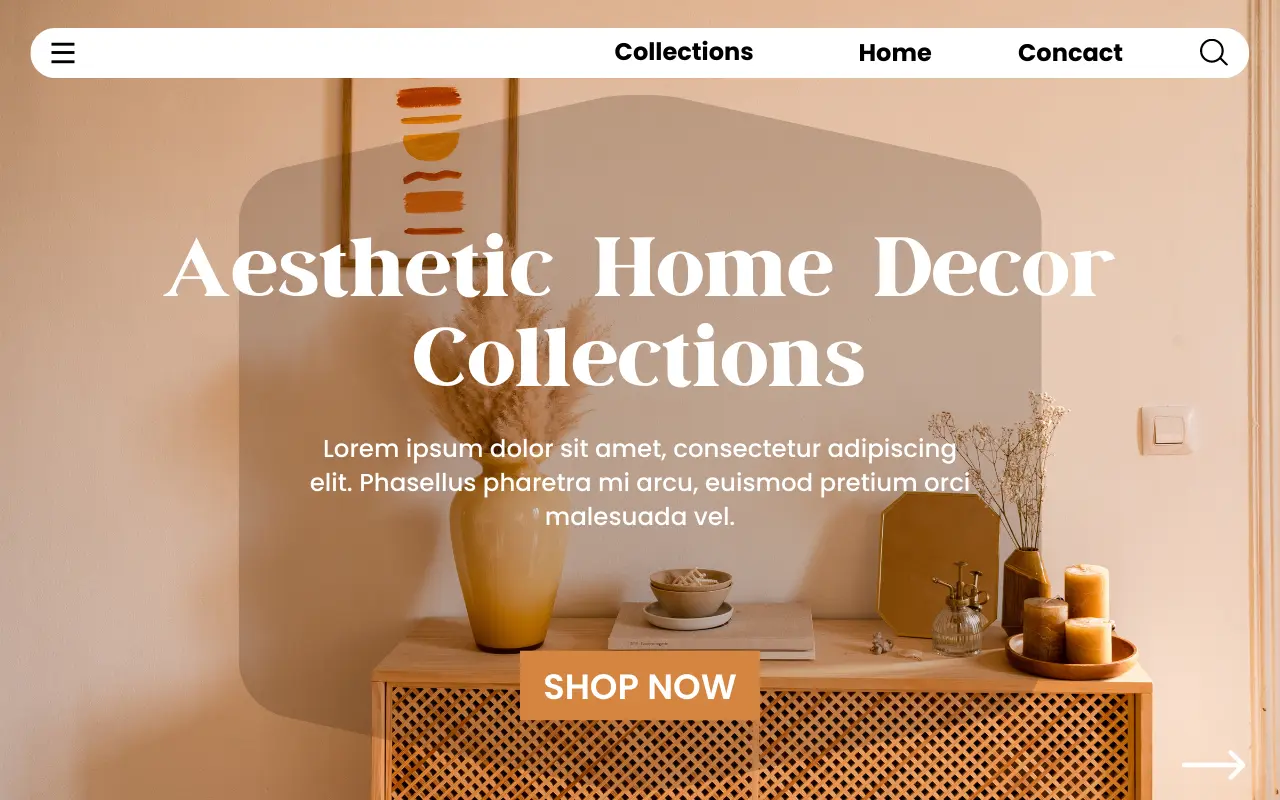 Collections Home Concact
Aesthetic Home Decor
Collections
Lorem ipsum dolor sit amet, consectetur adipiscing
elit. Phasellus pharetra mi arcu, euismod pretium orci
malesuada vel.
SHOP NOW